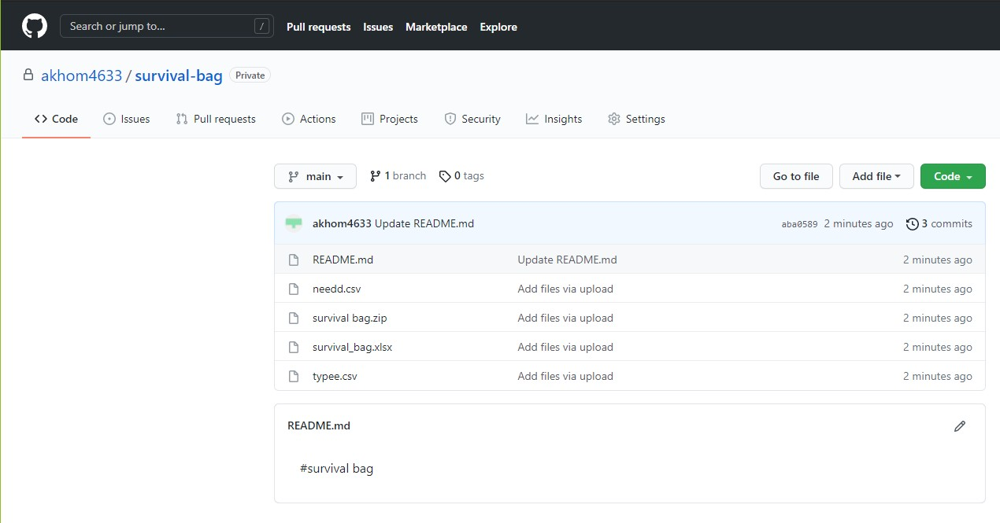 Search or jump to... /
Pull requests Issues Marketplace Explore
akhom4633 / survival-bag Private
Code Issues Pull requests Actions Projects Security Insights Settings
main 1 branch 0 tags Go to file Add file Code
akhom4633 Update README.md aba0589 2 minutes ago 3 commits
README.md Update README.md 2 minutes ago
needd.csv Add files via upload 2 minutes ago
survival bag.zip Add files via upload 2 minutes ago
survival_bag.xlsx Add files via upload 2 minutes ago
typee.csv Add files via upload 2 minutes ago
README.md
#survival bag